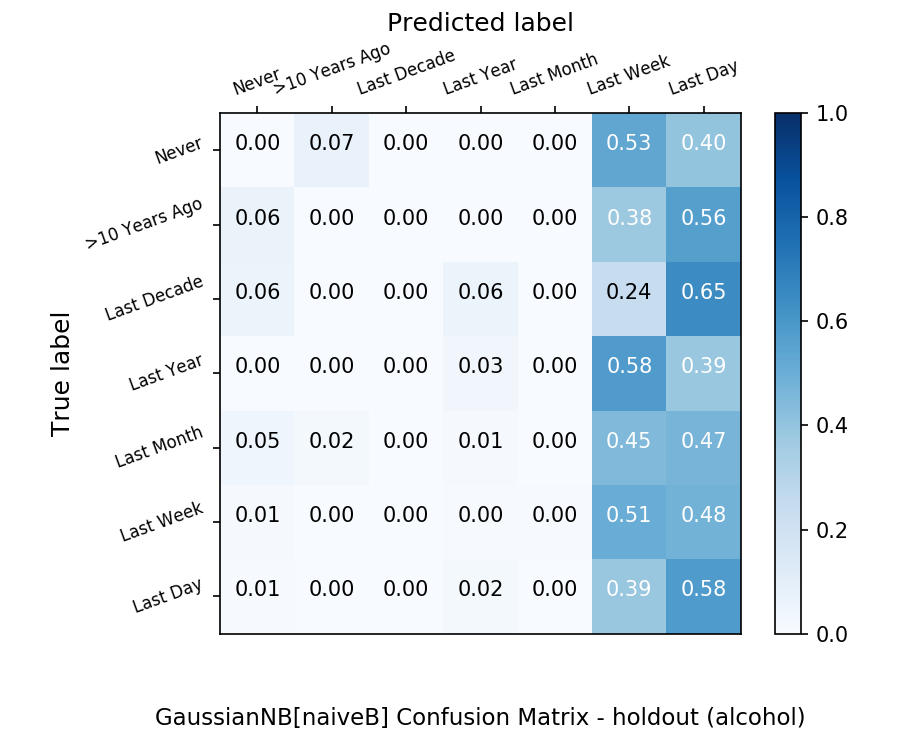 Predicted label
Never >10 Years Ago Last Decade Last Year Last Month Last Week Last Day
True label
Never 0.00 0.07 0.00 0.00 0.00 0.53 0.40
>10 Years Ago 0.06 0.00 0.00 0.00 0.00 0.38 0.56
Last Decade 0.06 0.00 0.00 0.06 0.00 0.24 0.65
Last Year 0.00 0.00 0.00 0.03 0.00 0.58 0.39
Last Month 0.05 0.02 0.00 0.01 0.00 0.45 0.47
Last Week 0.01 0.00 0.00 0.00 0.00 0.51 0.48
Last Day 0.01 0.00 0.00 0.02 0.00 0.39 0.58
1.0
0.8
0.6
0.4
0.2
0.0
GaussianNB[naiveB] Confusion Matrix - holdout (alcohol)